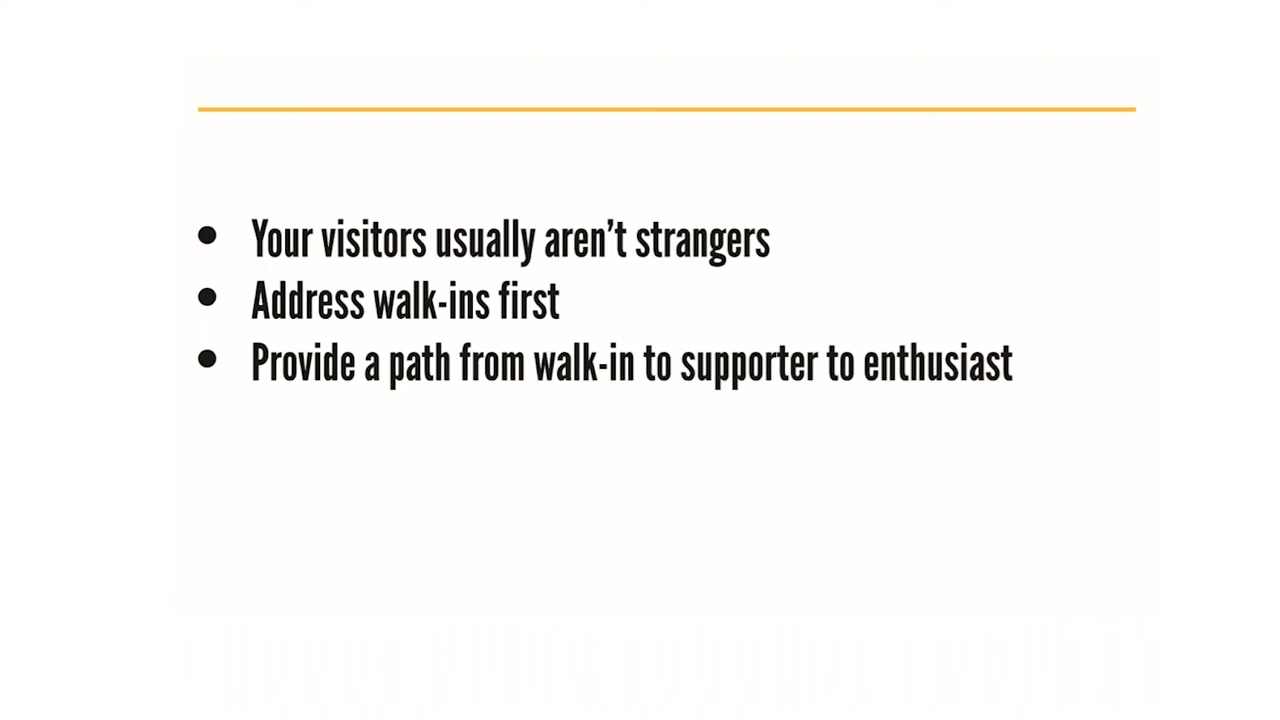 • Your visitors usually aren’t strangers
• Address walk-ins first
• Provide a path from walk-in to supporter to enthusiast